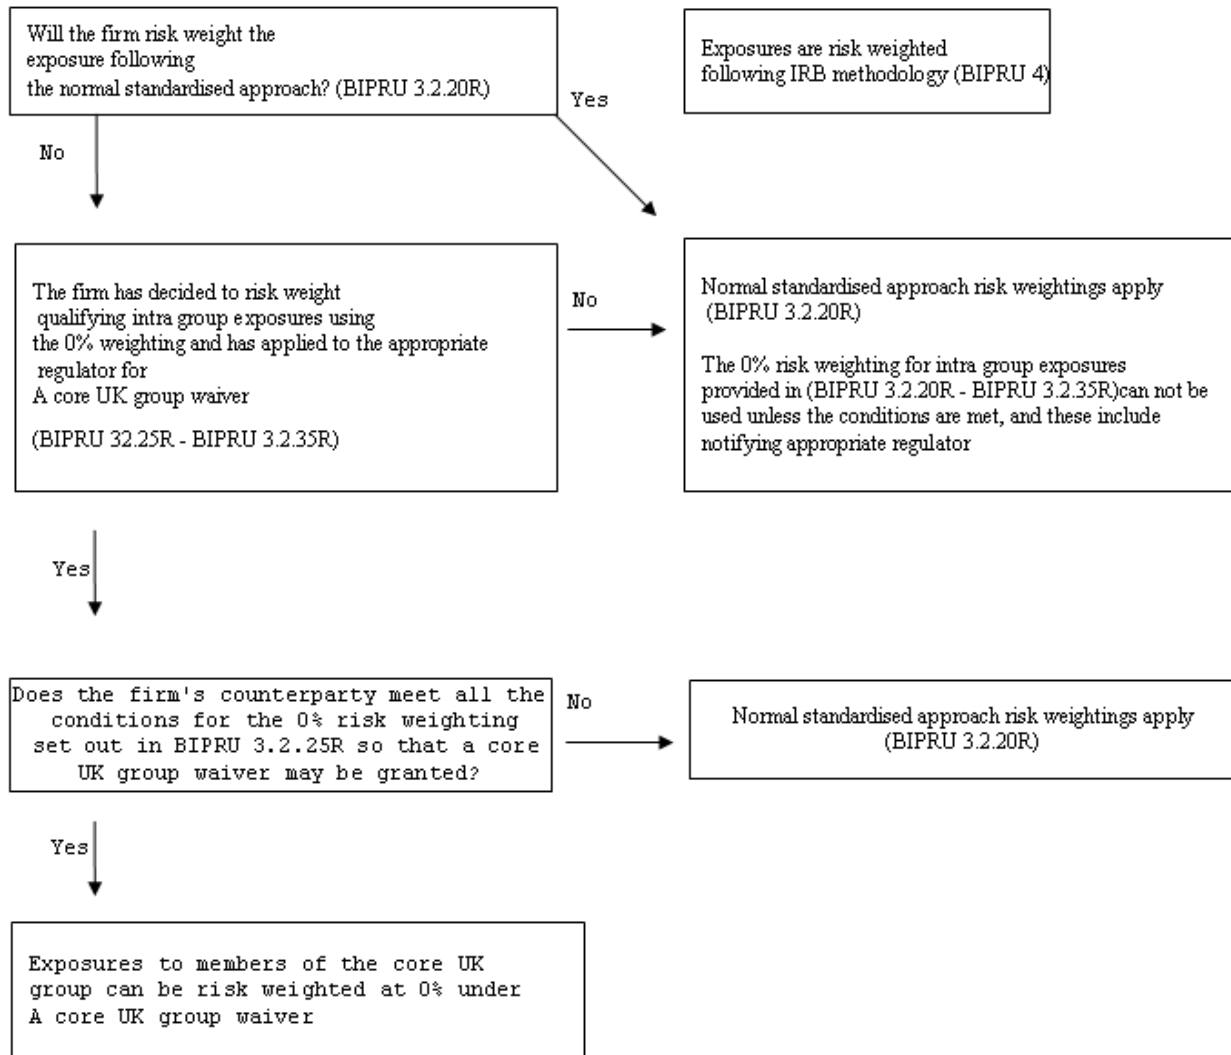 Will the firm risk weight the
exposure following
the normal standardised approach? (BIPRU 3.2.20R)
Exposures are risk weighted
following IRB methodology (BIPRU 4)
Yes
No
The firm has decided to risk weight
qualifying intra group exposures using
the 0% weighting and has applied to the appropriate
regulator for
A core UK group waiver
(BIPRU 32.25R - BIPRU 3.2.35R)
No
Normal standardised approach risk weightings apply
(BIPRU 3.2.20R)
The 0% risk weighting for intra group exposures
provided in (BIPRU 3.2.20R - BIPRU 3.2.35R)can not be
used unless the conditions are met, and these include
notifying appropriate regulator
Yes
Does the firm's counterparty meet all the
conditions for the 0% risk weighting
set out in BIPRU 3.2.25R so that a core
UK group waiver may be granted?
No
Normal standardised approach risk weightings apply
(BIPRU 3.2.20R)
Yes
Exposures to members of the core UK
group can be risk weighted at 0% under
A core UK group waiver